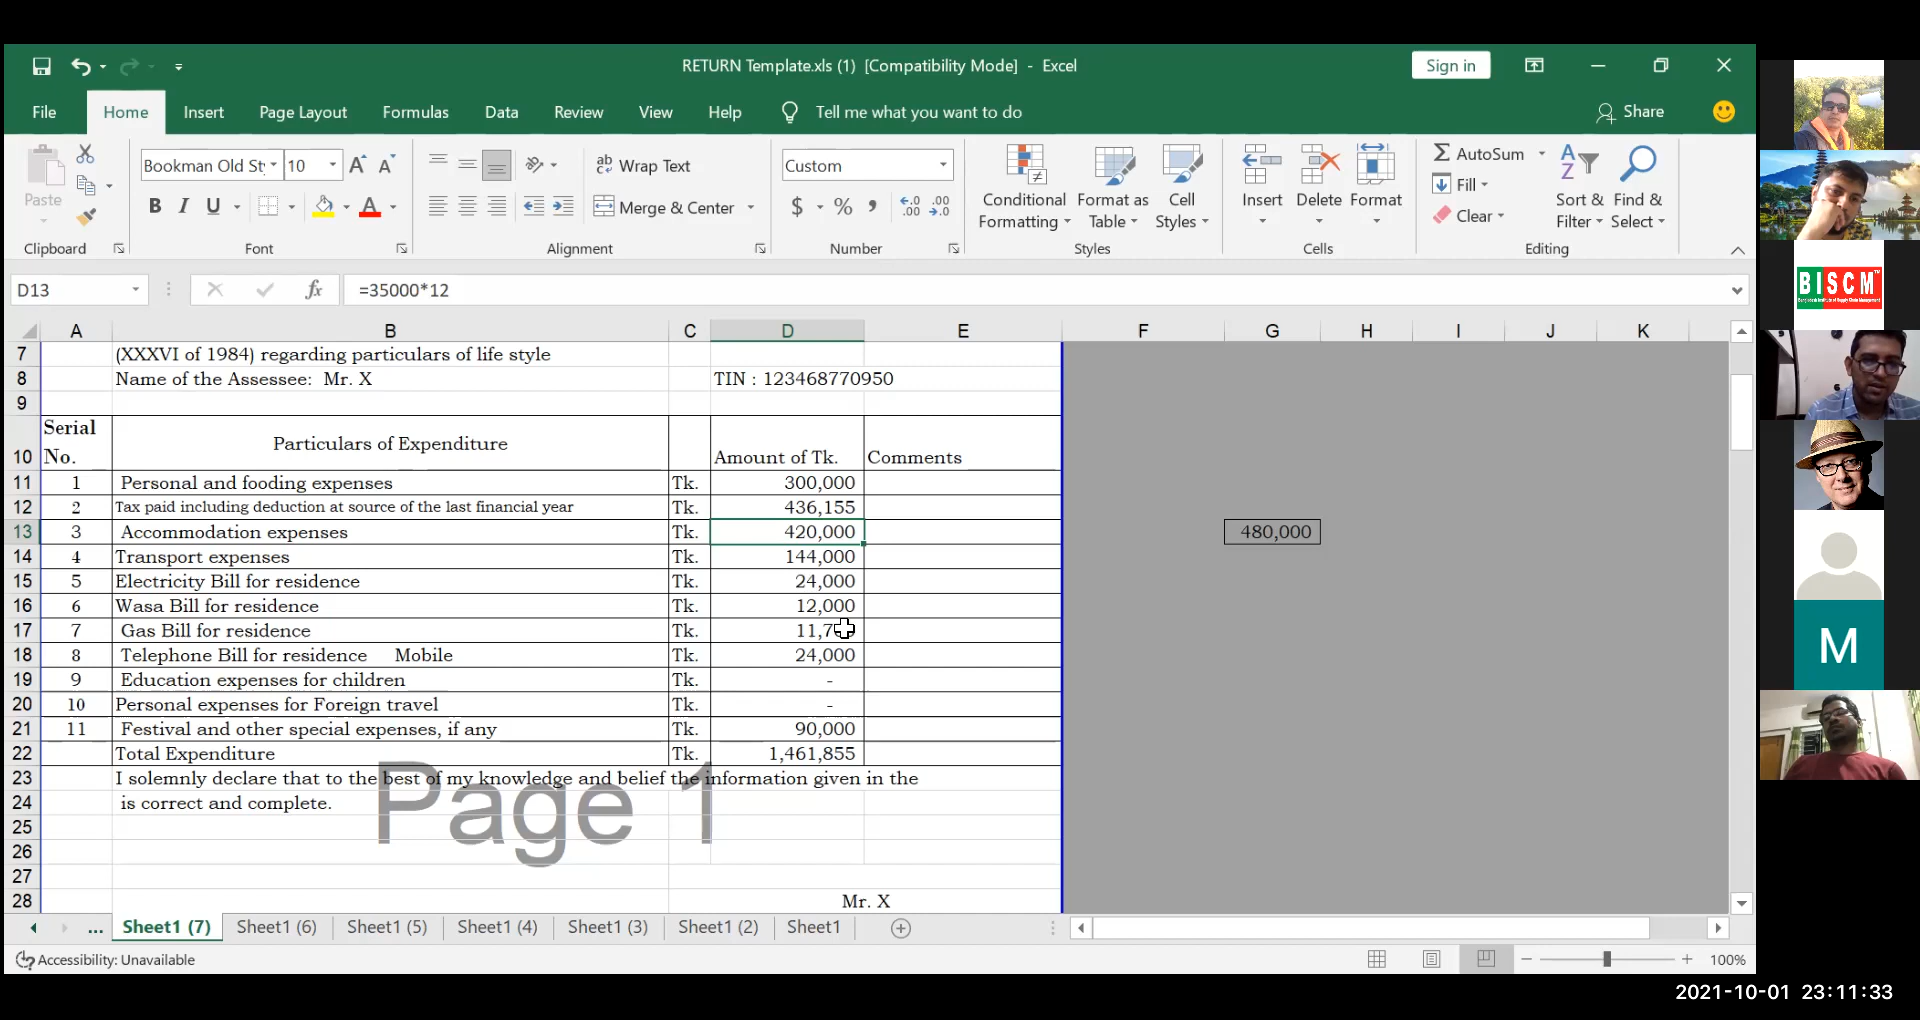 RETURN Template.xls (1) [Compatibility Mode] - Excel
Sign in
File Home Insert Page Layout Formulas Data Review View Help Tell me what you want to do Share
Paste
Bookman Old St 10
Wrap Text
Custom
Merge & Center
Conditional Formatting
Format as Table
Cell Styles
Insert Delete Format
AutoSum
Fill
Clear
Sort & Filter
Find & Select
Clipboard Font Alignment Number Styles Cells Editing
D13 fx =35000*12
A B C D E F G H I J K
7 (XXXVI of 1984) regarding particulars of life style
8 Name of the Assessee: Mr. X TIN : 123468770950
9
10 Serial No. Particulars of Expenditure Amount of Tk. Comments
11 1 Personal and fooding expenses Tk. 300,000
12 2 Tax paid including deduction at source of the last financial year Tk. 436,155
13 3 Accommodation expenses Tk. 420,000 480,000
14 4 Transport expenses Tk. 144,000
15 5 Electricity Bill for residence Tk. 24,000
16 6 Wasa Bill for residence Tk. 12,000
17 7 Gas Bill for residence Tk. 11,7
18 8 Telephone Bill for residence Mobile Tk. 24,000
19 9 Education expenses for children Tk. -
20 10 Personal expenses for Foreign travel Tk. -
21 11 Festival and other special expenses, if any Tk. 90,000
22 Total Expenditure Tk. 1,461,855
23 I solemnly declare that to the best of my knowledge and belief the information given in the
24 is correct and complete.
Page 1
25
26
27
28 Mr. X
... Sheet1 (7) Sheet1 (6) Sheet1 (5) Sheet1 (4) Sheet1 (3) Sheet1 (2) Sheet1
Accessibility: Unavailable 100%
BISCM
Bangladesh Institute of Supply Chain Management
M
2021-10-01 23:11:33